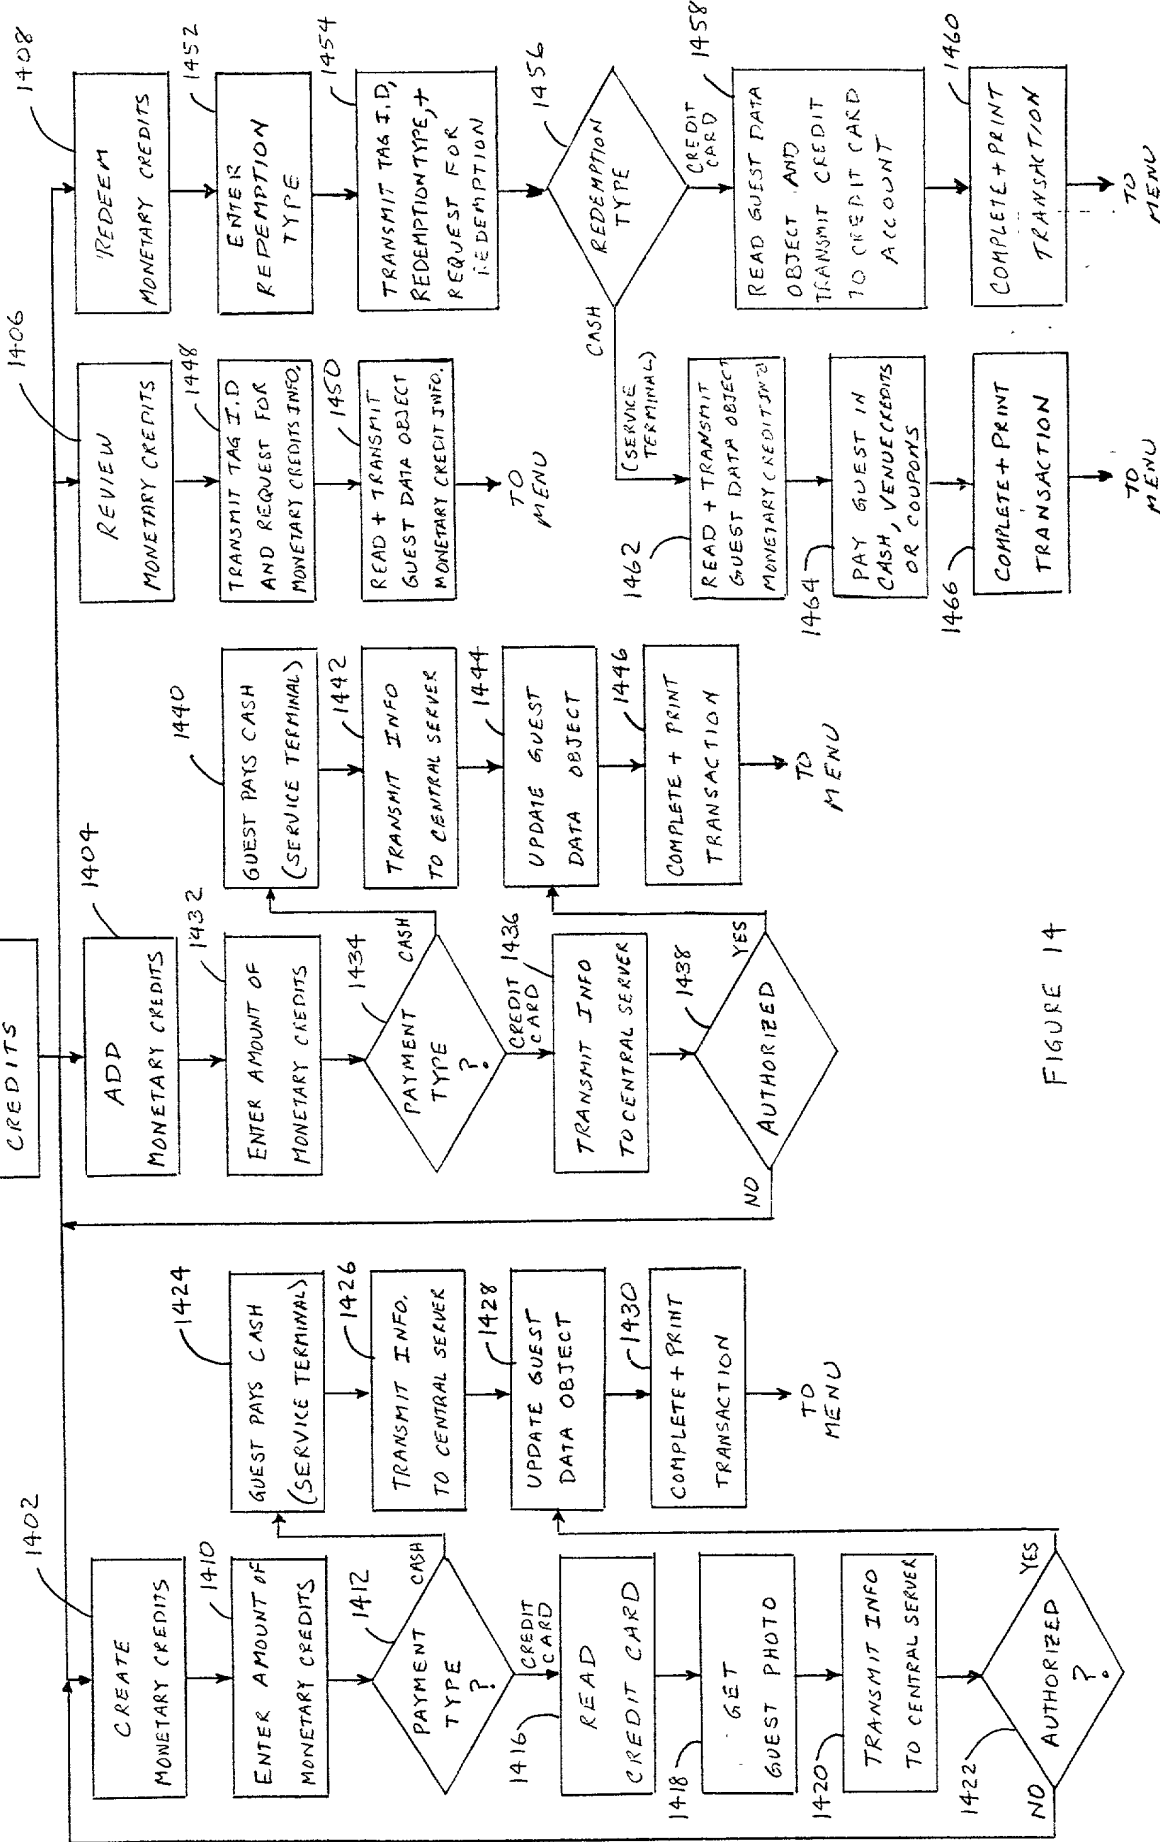 CREDITS
1402
CREATE
MONETARY CREDITS
1410
ENTER AMOUNT OF
MONETARY CREDITS
1412
PAYMENT
TYPE
?
CASH
CREDIT
CARD
1416
READ
CREDIT CARD
1418
GET
GUEST PHOTO
1420
TRANSMIT INFO
TO CENTRAL SERVER
1422
AUTHORIZED
?
NO
YES
1424
GUEST PAYS CASH
(SERVICE TERMINAL)
1426
TRANSMIT INFO.
TO CENTRAL SERVER
1428
UPDATE GUEST
DATA OBJECT
1430
COMPLETE + PRINT
TRANSACTION
TO
MENU
1404
ADD
MONETARY CREDITS
1432
ENTER AMOUNT OF
MONETARY CREDITS
1434
PAYMENT
TYPE
?
CASH
CREDIT
CARD
1436
TRANSMIT INFO
TO CENTRAL SERVER
1438
AUTHORIZED
NO
YES
1440
GUEST PAYS CASH
(SERVICE TERMINAL)
1442
TRANSMIT INFO
TO CENTRAL SERVER
1444
UPDATE GUEST
DATA OBJECT
1446
COMPLETE + PRINT
TRANSACTION
TO
MENU
1406
REVIEW
MONETARY CREDITS
1448
TRANSMIT TAG I.D
AND REQUEST FOR
MONETARY CREDITS INFO.
1450
READ + TRANSMIT
GUEST DATA OBJECT
MONETARY CREDIT INFO.
TO
MENU
1408
REDEEM
MONETARY CREDITS
1452
ENTER
REDEMPTION
TYPE
1454
TRANSMIT TAG I.D,
REDEMPTION TYPE, +
REQUEST FOR
REDEMPTION
1456
REDEMPTION
TYPE
CASH
(SERVICE
TERMINAL)
CREDIT
CARD
1458
READ GUEST DATA
OBJECT AND
TRANSMIT CREDIT
TO CREDIT CARD
ACCOUNT
1460
COMPLETE + PRINT
TRANSACTION
TO
MENU
1462
READ + TRANSMIT
GUEST DATA OBJECT
MONETARY CREDIT INFO
1464
PAY GUEST IN
CASH, VENUE CREDITS
OR COUPONS
1466
COMPLETE + PRINT
TRANSACTION
TO
MENU
FIGURE 14